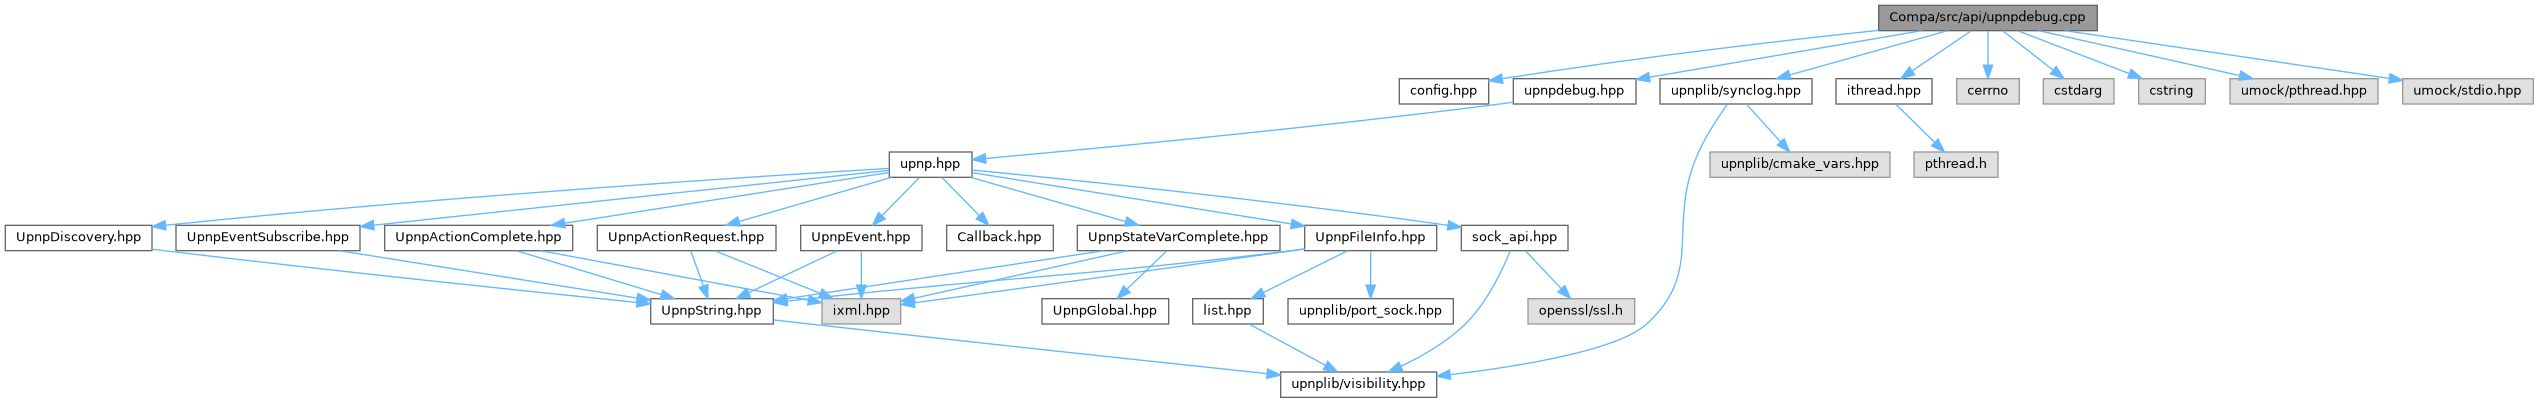 Compa/src/api/upnpdebug.cpp
config.hpp
upnpdebug.hpp
upnplib/synclog.hpp
ithread.hpp
cerrno
cstdarg
cstring
umock/pthread.hpp
umock/stdio.hpp
upnp.hpp
upnplib/cmake_vars.hpp
pthread.h
UpnpDiscovery.hpp
UpnpEventSubscribe.hpp
UpnpActionComplete.hpp
UpnpActionRequest.hpp
UpnpEvent.hpp
Callback.hpp
UpnpStateVarComplete.hpp
UpnpFileInfo.hpp
sock_api.hpp
UpnpString.hpp
ixml.hpp
UpnpGlobal.hpp
list.hpp
upnplib/port_sock.hpp
openssl/ssl.h
upnplib/visibility.hpp